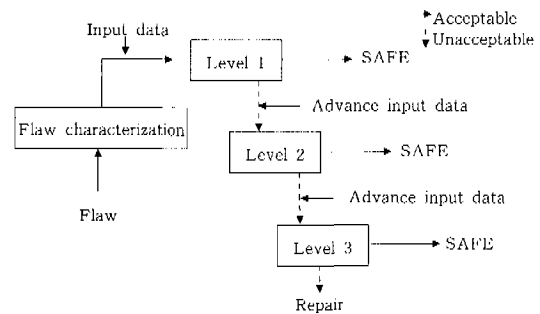 Input data
Acceptable
Unacceptable
Level 1
SAFE
Flaw characterization
Advance input data
Level 2
SAFE
Flaw
Advance input data
Level 3
SAFE
Repair